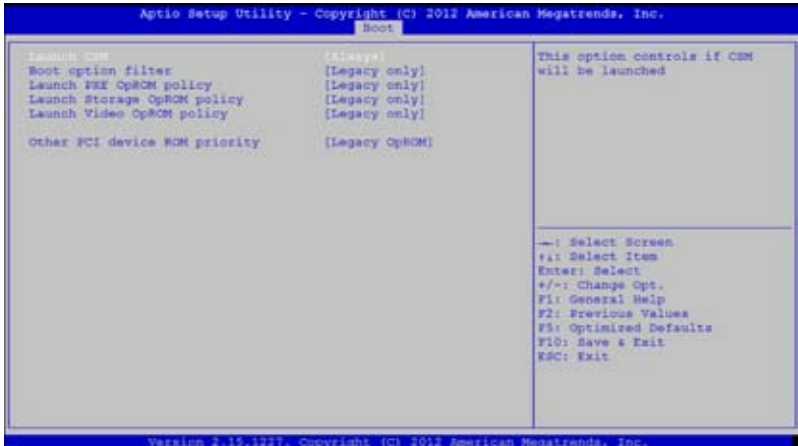 Aptio Setup Utility - Copyright (C) 2012 American Megatrends, Inc.
Boot
Launch CSM [Always]
Boot option filter [Legacy only]
Launch PXE OpROM policy [Legacy only]
Launch Storage OpROM policy [Legacy only]
Launch Video OpROM policy [Legacy only]
Other PCI device ROM priority [Legacy OpROM]
This option controls if CSM
will be launched
→←: Select Screen
↑↓: Select Item
Enter: Select
+/-: Change Opt.
F1: General Help
F2: Previous Values
F5: Optimized Defaults
F10: Save & Exit
ESC: Exit
Version 2.15.1227. Copyright (C) 2012 American Megatrends, Inc.